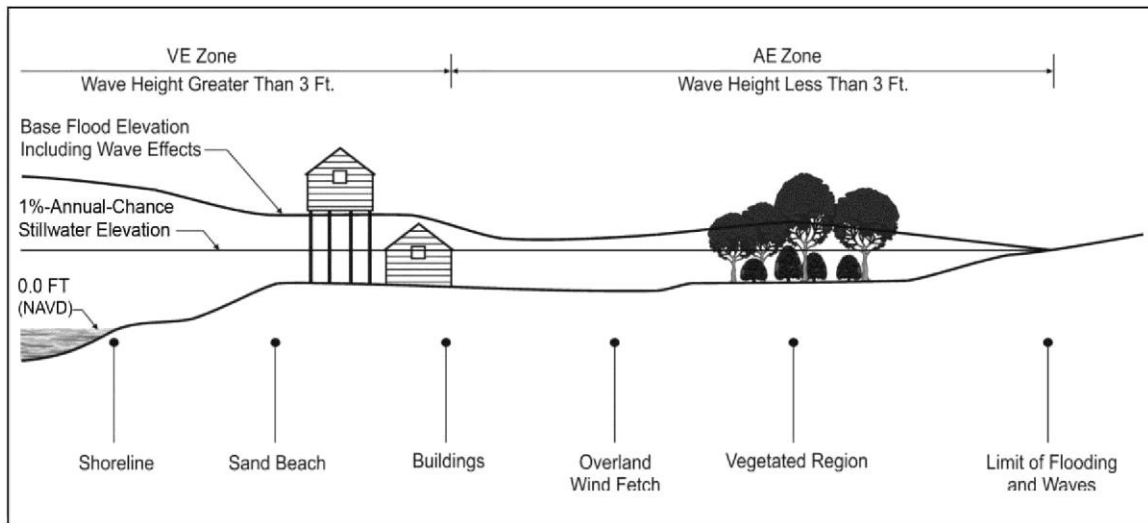 VE Zone
Wave Height Greater Than 3 Ft.
AE Zone
Wave Height Less Than 3 Ft.
Base Flood Elevation
Including Wave Effects
1%-Annual-Chance
Stillwater Elevation
0.0 FT
(NAVD)
Shoreline
Sand Beach
Buildings
Overland
Wind Fetch
Vegetated Region
Limit of Flooding
and Waves